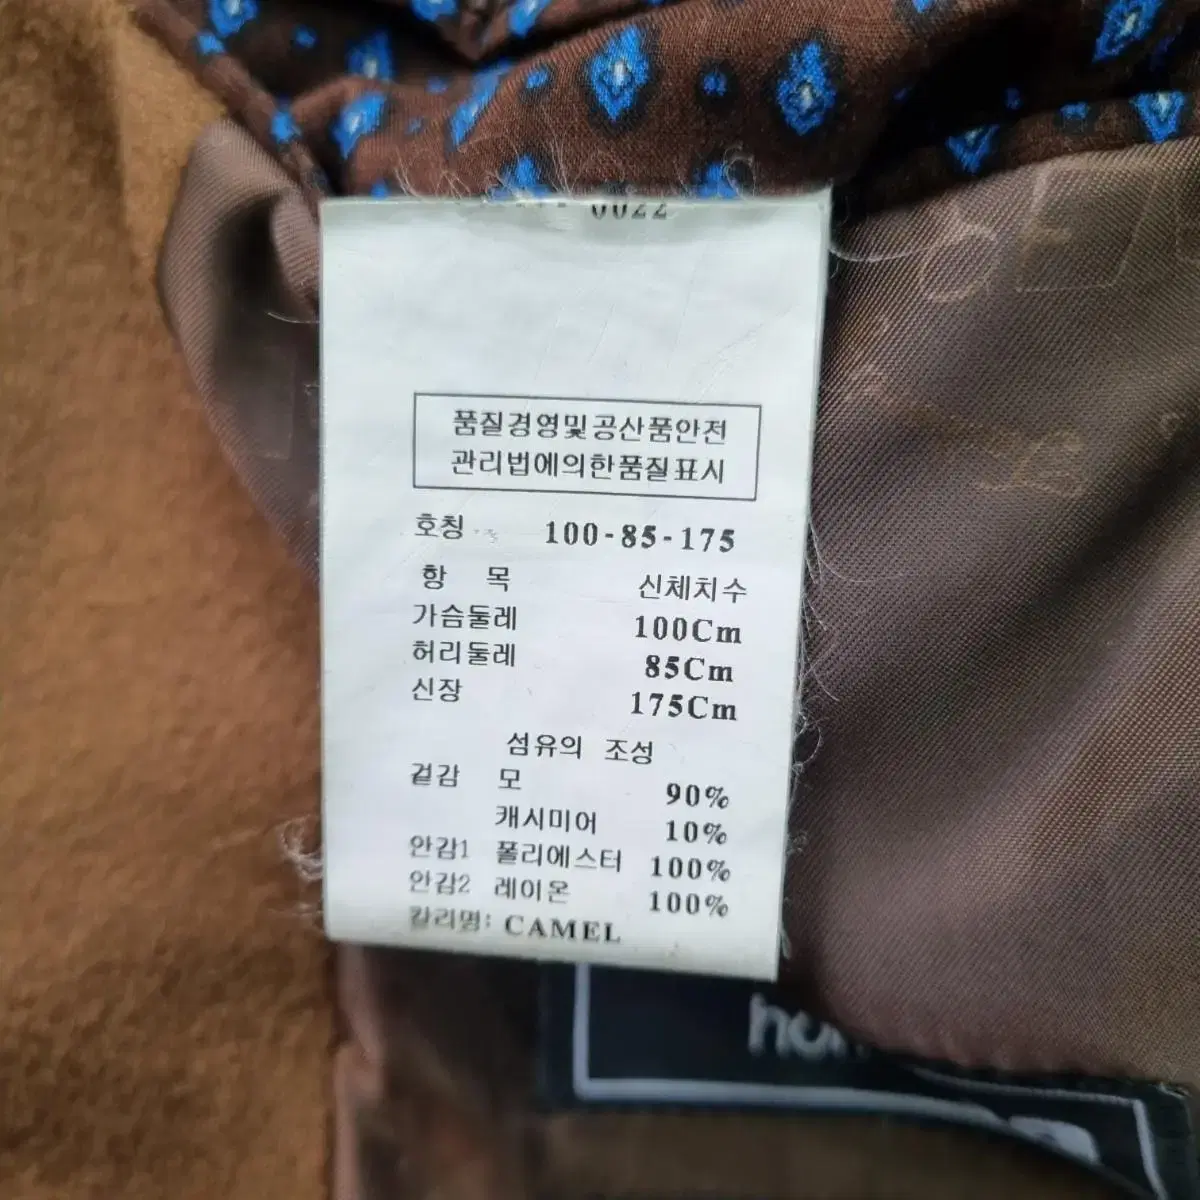 0022
품질경영및공산품안전
관리법에의한품질표시
호칭 100-85-175
항 목 신체치수
가슴둘레 100Cm
허리둘레 85Cm
신장 175Cm
섬유의 조성
겉감 모 90%
캐시미어 10%
안감1 폴리에스터 100%
안감2 레이온 100%
칼리명: CAMEL